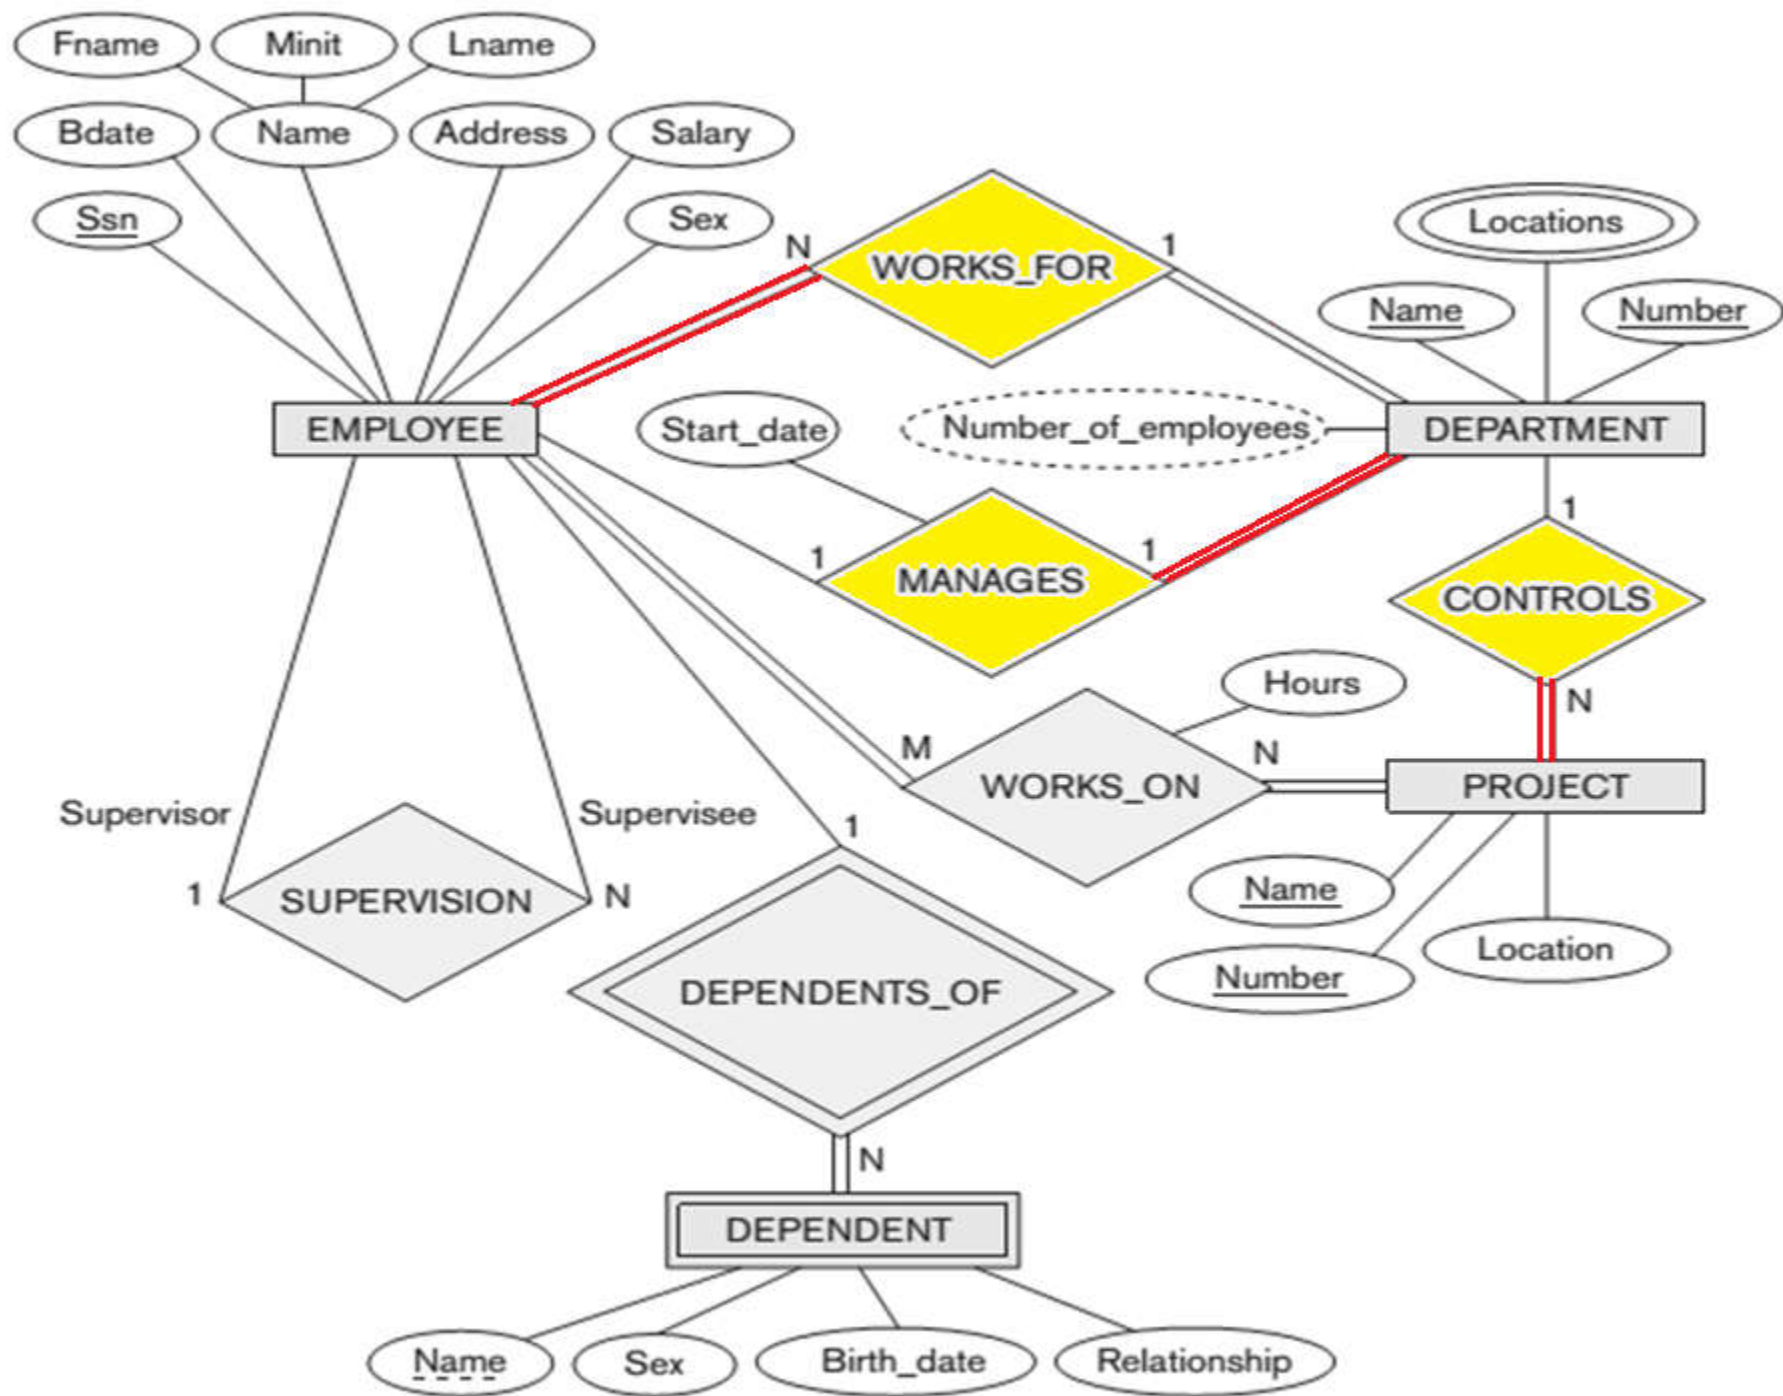 Fname
Minit
Lname
Bdate
Name
Address
Salary
Ssn
Sex
N
WORKS_FOR
1
Locations
Name
Number
EMPLOYEE
Start_date
Number_of_employees
DEPARTMENT
1
MANAGES
1
1
CONTROLS
N
Hours
M
WORKS_ON
N
PROJECT
Supervisor
Supervisee
1
SUPERVISION
N
1
Name
Number
Location
DEPENDENTS_OF
N
DEPENDENT
Name
Sex
Birth_date
Relationship